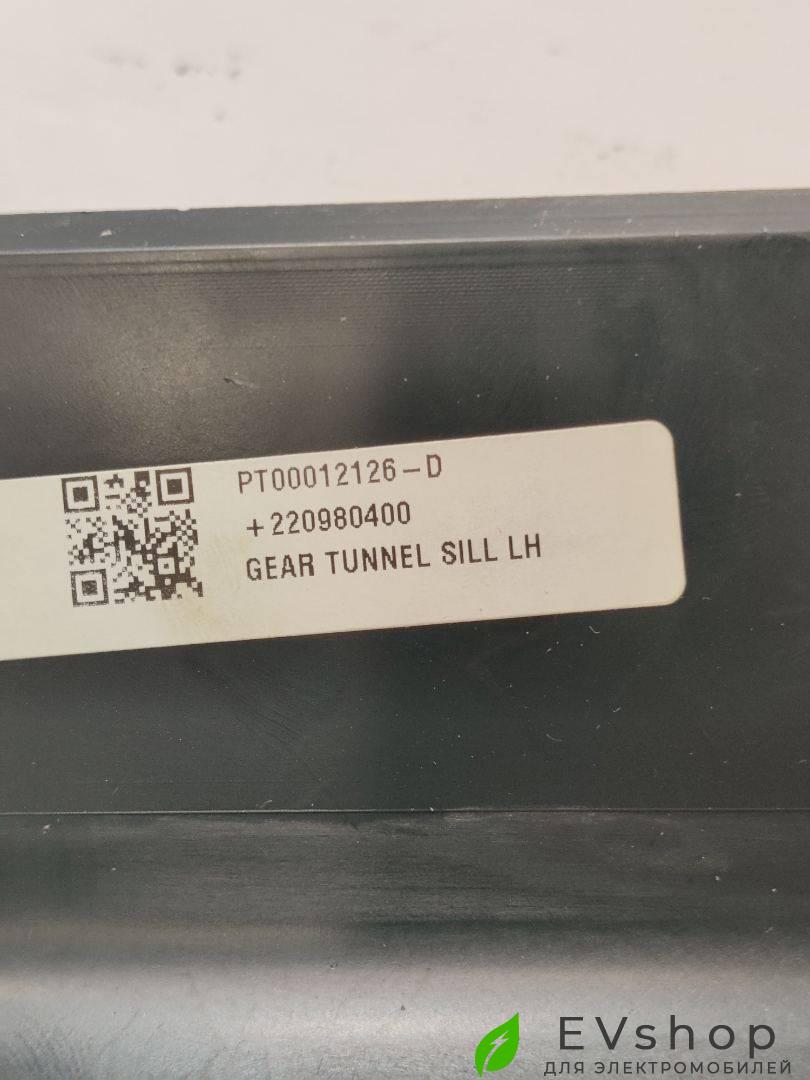 PT00012126-D
+220980400
GEAR TUNNEL SILL LH
EVshop
ДЛЯ ЭЛЕКТРОМОБИЛЕЙ